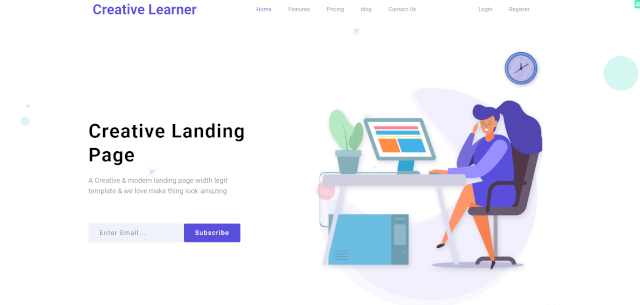 Creative Learner
Home Features Pricing blog Contact Us Login Register
Creative Landing
Page
A Creative & modern landing page width legit
template & we love make thing look amazing
Enter Email... Subscribe